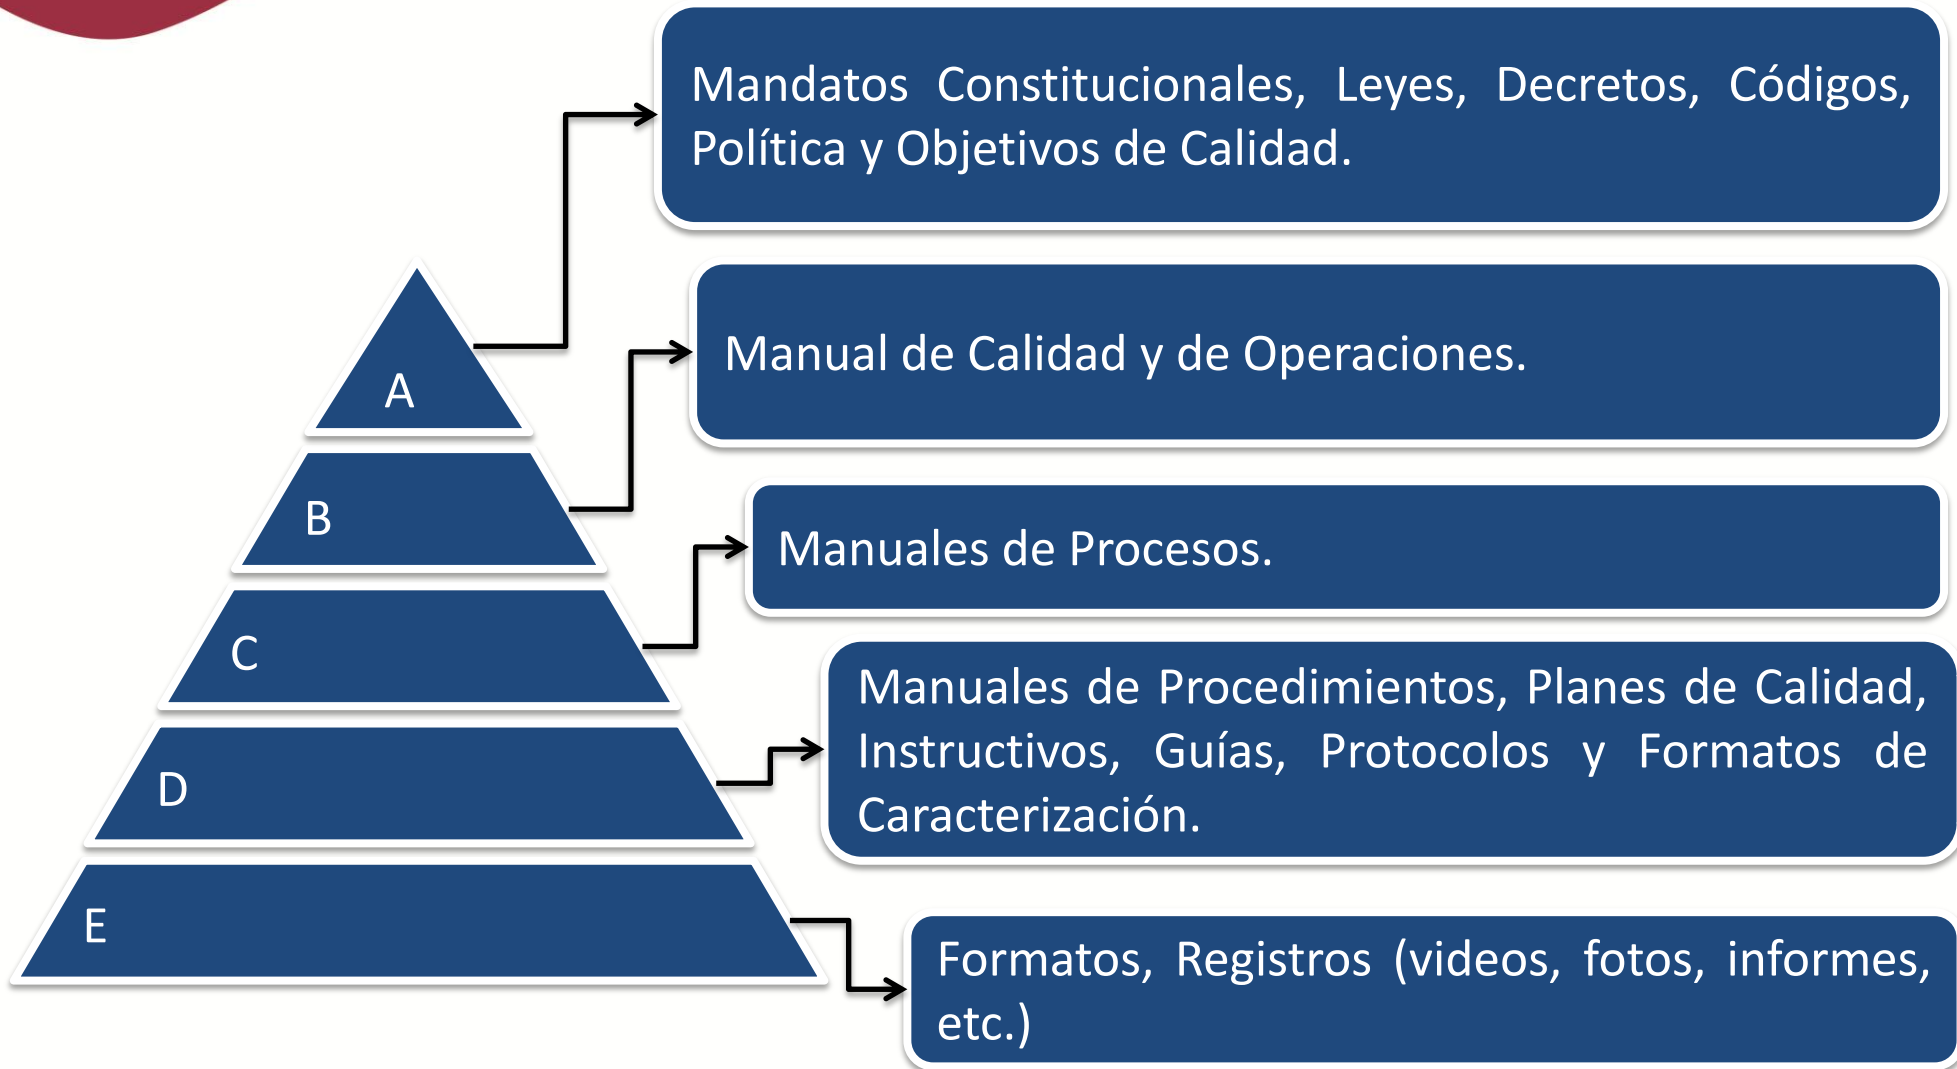 Mandatos Constitucionales, Leyes, Decretos, Códigos,
Política y Objetivos de Calidad.
A
Manual de Calidad y de Operaciones.
B
Manuales de Procesos.
C
Manuales de Procedimientos, Planes de Calidad,
Instructivos, Guías, Protocolos y Formatos de
Caracterización.
D
E
Formatos, Registros (videos, fotos, informes,
etc.)